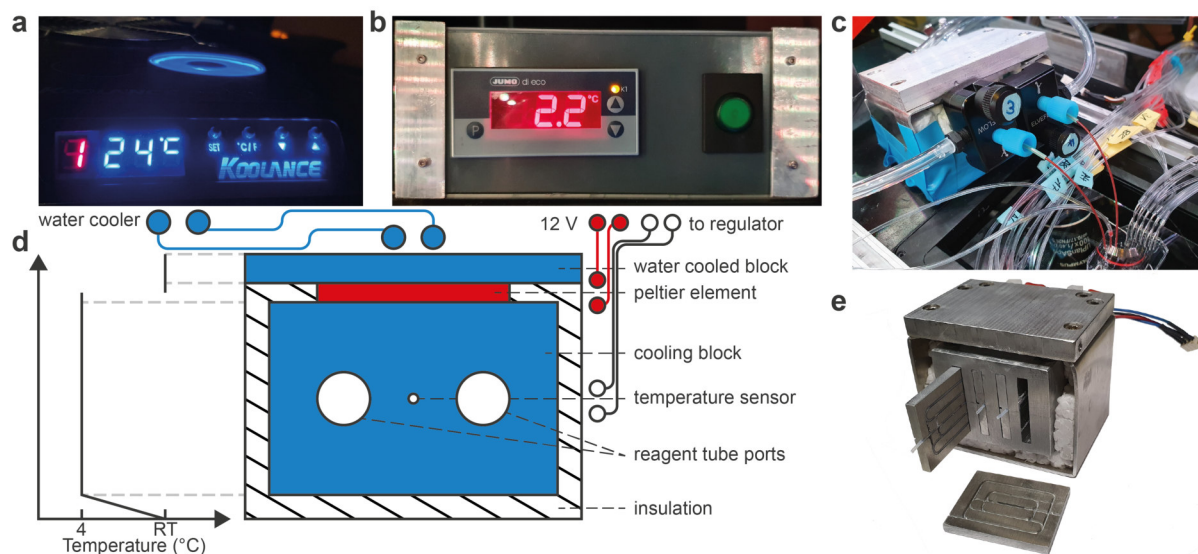 a
b
c
JUMO di eco
K1
2.2 °C
P
1 24°C
SET °C/F
KOOLANCE
3
FLOW
X
Y
water cooler
12 V
to regulator
d
water cooled block
peltier element
e
cooling block
temperature sensor
reagent tube ports
insulation
4
RT
Temperature (°C)